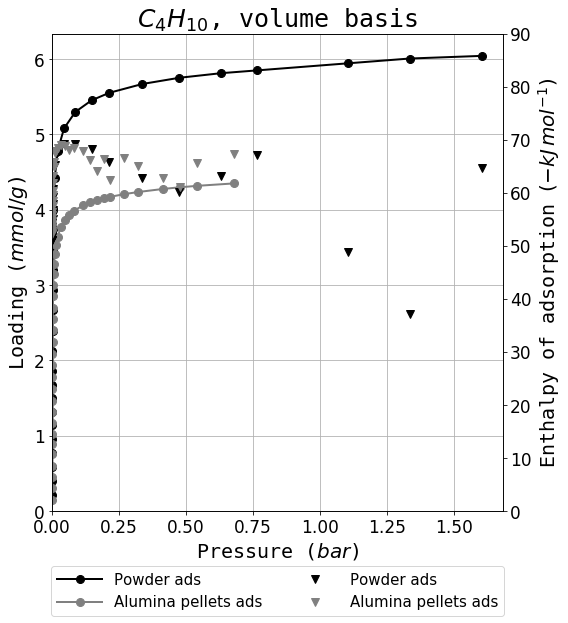 C₄H₁₀, volume basis
Loading (mmol/g)
6
5
4
3
2
1
0
90
80
70
60
50
40
30
20
10
0
Enthalpy of adsorption (−kJmol⁻¹)
0.00 0.25 0.50 0.75 1.00 1.25 1.50
Pressure (bar)
Powder ads Powder ads
Alumina pellets ads Alumina pellets ads